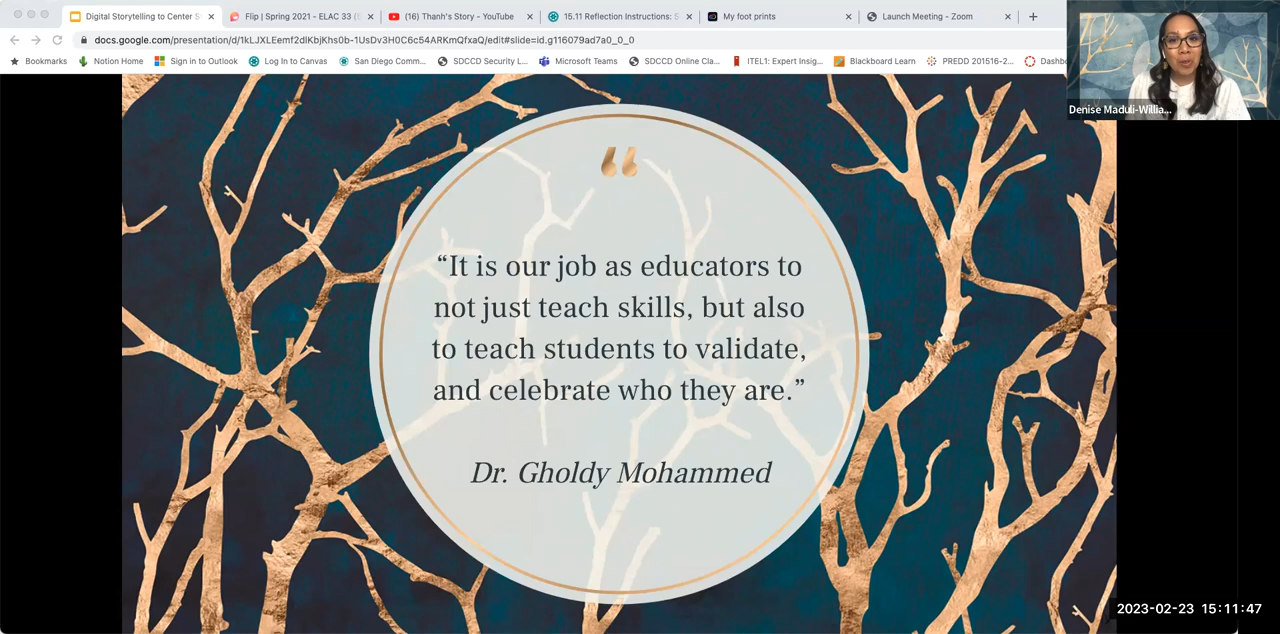 Digital Storytelling to Center S
Flip | Spring 2021 - ELAC 33 (
(16) Thanh's Story - YouTube
15.11 Reflection Instructions: S
My foot prints
Launch Meeting - Zoom
docs.google.com/presentation/d/1kLJXLEemf2dlKbjKhs0b-1UsDv3H0C6c54ARKmQfxaQ/edit#slide=id.g116079ad7a0_0_0
Bookmarks
Notion Home
Sign in to Outlook
Log In to Canvas
San Diego Comm...
SDCCD Security L...
Microsoft Teams
SDCCD Online Cla...
ITEL1: Expert Insig...
Blackboard Learn
PREDD 201516-2...
Dashb
Denise Maduli-Willia...
“
“It is our job as educators to
not just teach skills, but also
to teach students to validate,
and celebrate who they are.”
Dr. Gholdy Mohammed
2023-02-23 15:11:47